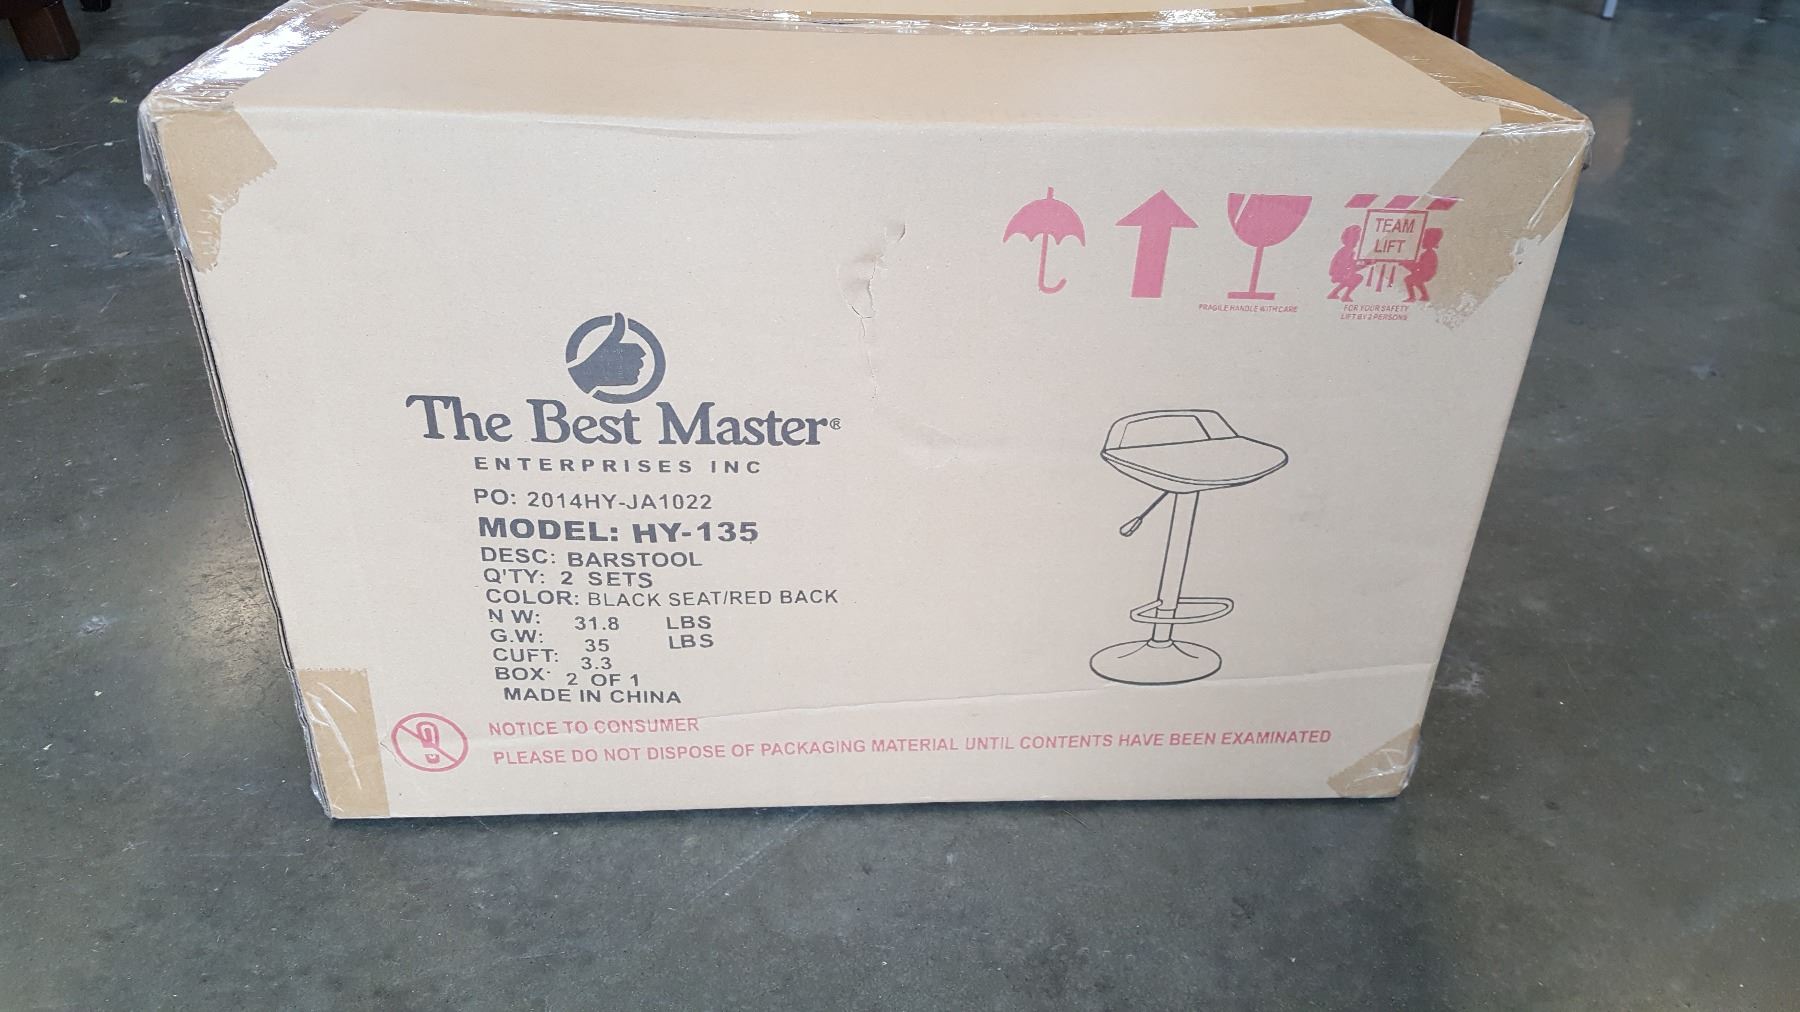 TEAM
LIFT
FRAGILE HANDLE WITH CARE
FOR YOUR SAFETY
LIFT BY 2 PERSONS
The Best Master®
ENTERPRISES INC
PO: 2014HY-JA1022
MODEL: HY-135
DESC: BARSTOOL
Q'TY: 2 SETS
COLOR: BLACK SEAT/RED BACK
N W: 31.8 LBS
G.W: 35 LBS
CUFT: 3.3
BOX: 2 OF 1
MADE IN CHINA
NOTICE TO CONSUMER
PLEASE DO NOT DISPOSE OF PACKAGING MATERIAL UNTIL CONTENTS HAVE BEEN EXAMINATED